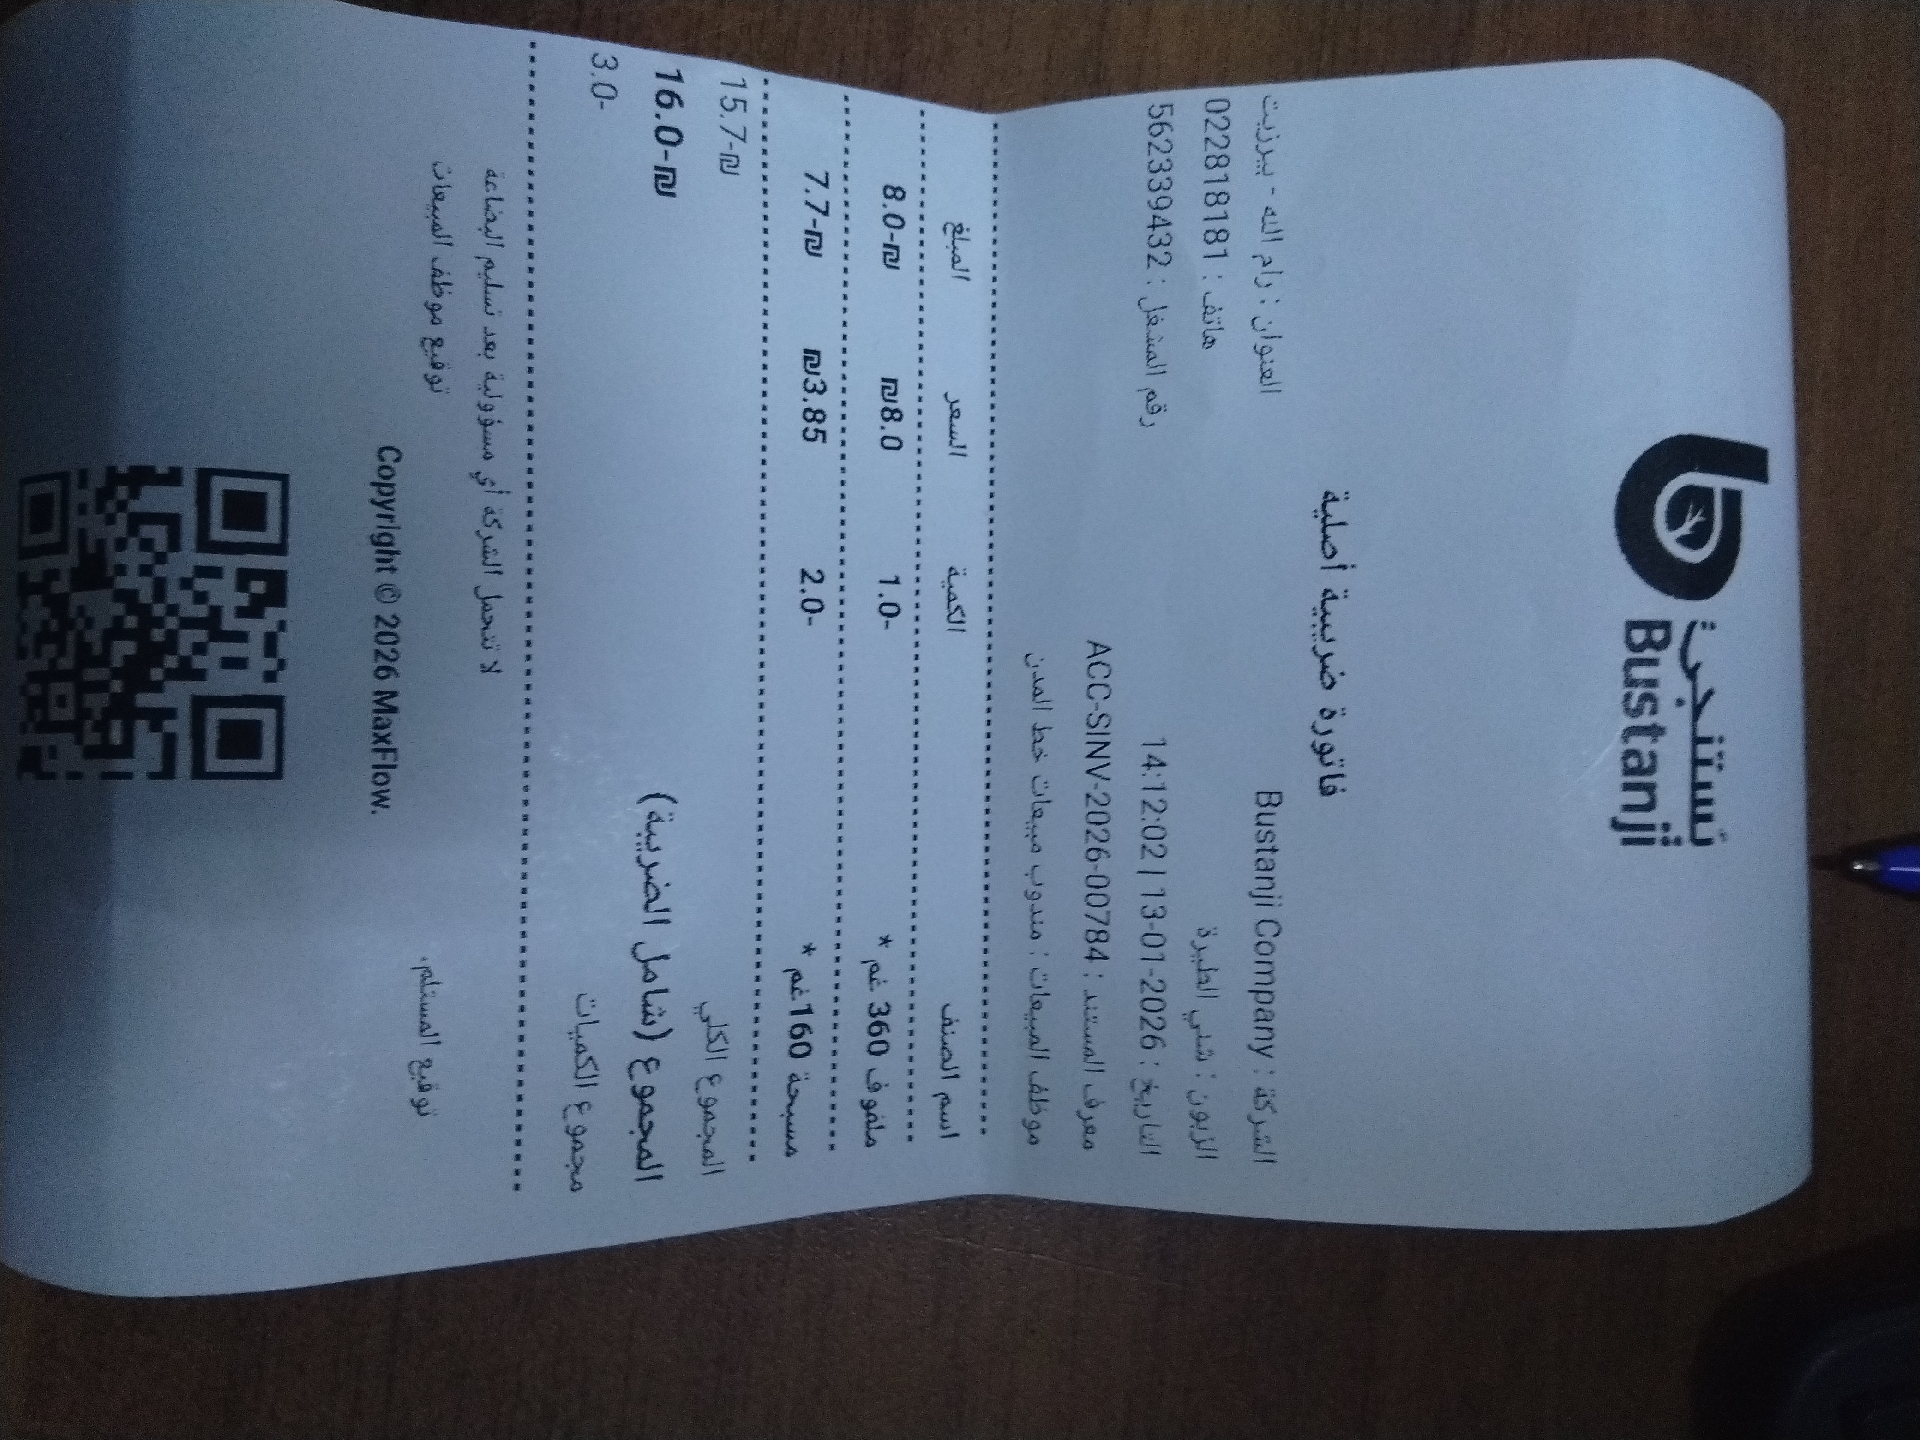 بُستنجي
Bustanji
فاتورة ضريبية أصلية
الشركة : Bustanji Company العنوان : رام الله - بيرزيت
الزبون : شلي الطيرة هاتف : 022818181
التاريخ : 2026-01-13 | 14:12:02 رقم المشغل : 562339432
معرف المستند : ACC-SINV-2026-00784
موظف المبيعات : مندوب مبيعات خط المدن
اسم الصنف الكمية السعر المبلغ
ملفوف 360 غم * 1.0- ₪8.0 8.0-₪
مسبحة 160غم * 2.0- ₪3.85 7.7-₪
المجموع الكلي 15.7-₪
المجموع (شامل الضريبة) 16.0-₪
مجموع الكميات 3.0-
لا تتحمل الشركة أي مسؤولية بعد تسليم البضاعة
توقيع المستلم. توقيع موظف المبيعات
Copyright © 2026 MaxFlow.